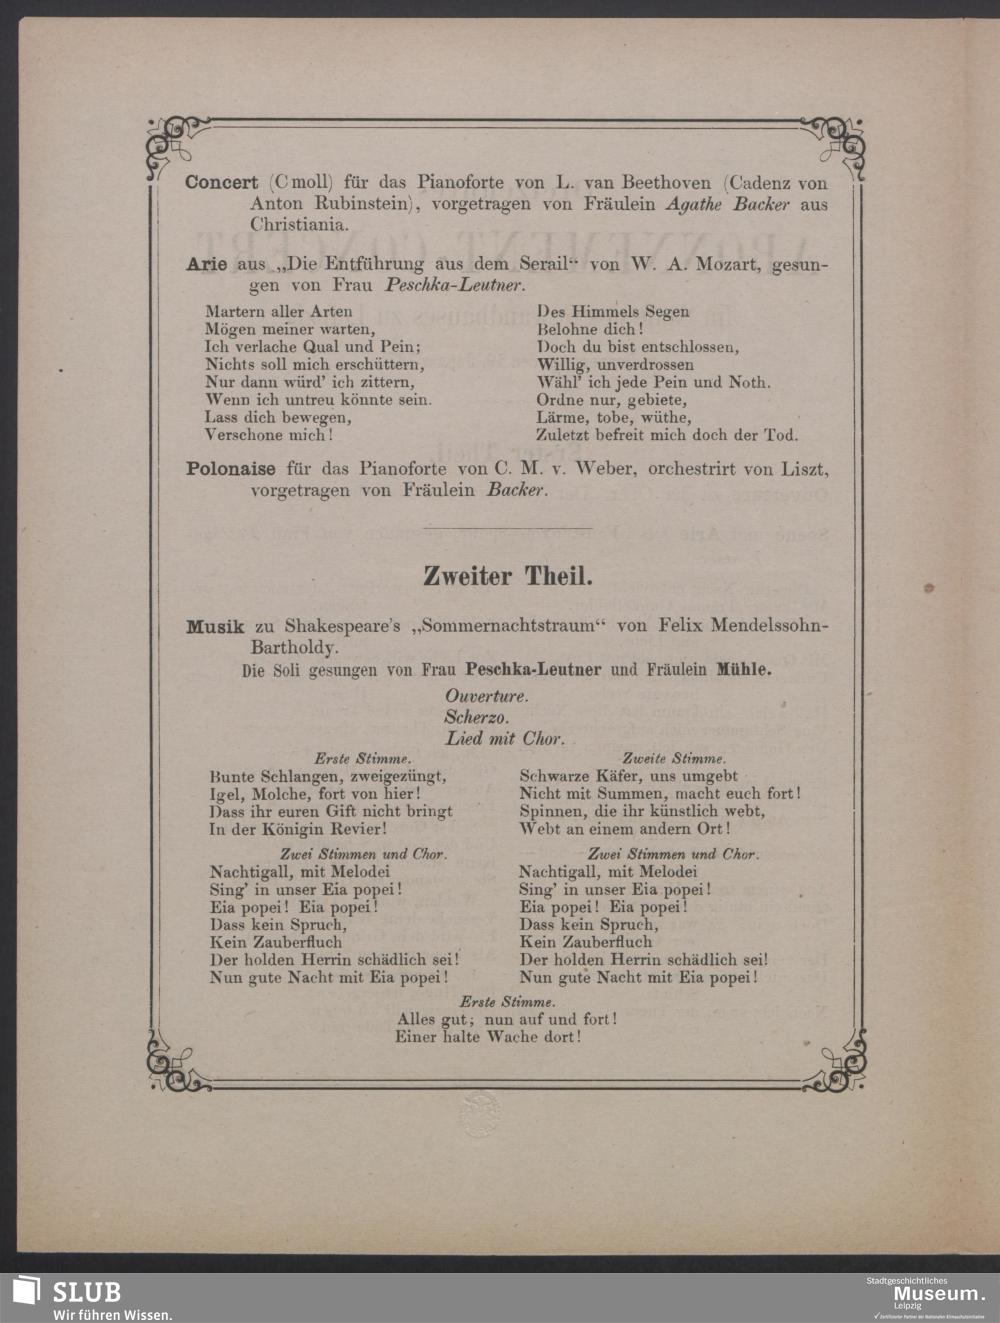 Concert (C moll) für das Pianoforte von L. van Beethoven (Cadenz von
Anton Rubinstein), vorgetragen von Fräulein Agathe Backer aus
Christiania.
Arie aus „Die Entführung aus dem Serail“ von W. A. Mozart, gesun-
gen von Frau Peschka-Leutner.
Martern aller Arten
Mögen meiner warten,
Ich verlache Qual und Pein;
Nichts soll mich erschüttern,
Nur dann würd’ ich zittern,
Wenn ich untreu könnte sein.
Lass dich bewegen,
Verschone mich!
Des Himmels Segen
Belohne dich!
Doch du bist entschlossen,
Willig, unverdrossen
Wähl’ ich jede Pein und Noth.
Ordne nur, gebiete,
Lärme, tobe, wüthe,
Zuletzt befreit mich doch der Tod.
Polonaise für das Pianoforte von C. M. v. Weber, orchestrirt von Liszt,
vorgetragen von Fräulein Backer.
Zweiter Theil.
Musik zu Shakespeare’s „Sommernachtstraum“ von Felix Mendelssohn-
Bartholdy.
Die Soli gesungen von Frau Peschka-Leutner und Fräulein Mühle.
Ouverture.
Scherzo.
Lied mit Chor.
Erste Stimme.
Bunte Schlangen, zweigezüngt,
Igel, Molche, fort von hier!
Dass ihr euren Gift nicht bringt
In der Königin Revier!
Zwei Stimmen und Chor.
Nachtigall, mit Melodei
Sing’ in unser Eia popei!
Eia popei! Eia popei!
Dass kein Spruch,
Kein Zauberfluch
Der holden Herrin schädlich sei!
Nun gute Nacht mit Eia popei!
Zweite Stimme.
Schwarze Käfer, uns umgebt
Nicht mit Summen, macht euch fort!
Spinnen, die ihr künstlich webt,
Webt an einem andern Ort!
Zwei Stimmen und Chor.
Nachtigall, mit Melodei
Sing’ in unser Eia popei!
Eia popei! Eia popei!
Dass kein Spruch,
Kein Zauberfluch
Der holden Herrin schädlich sei!
Nun gute Nacht mit Eia popei!
Erste Stimme.
Alles gut; nun auf und fort!
Einer halte Wache dort!
SLUB
Wir führen Wissen.
Stadtgeschichtliches
Museum.
Leipzig
Zertifizierter Partner der Nationalen Klimaschutzinitiative